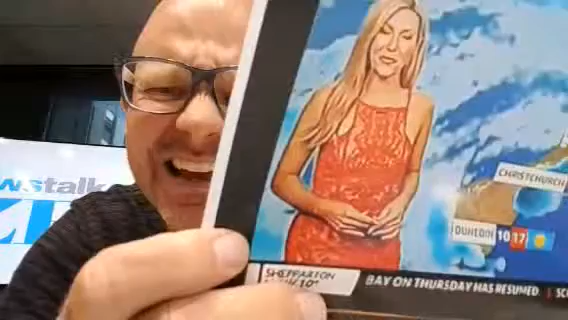 wstalk
CHRISTCHURCH
DUNEDIN 10 17
SHEPPARTON
BAY ON THURSDAY HAS RESUMED